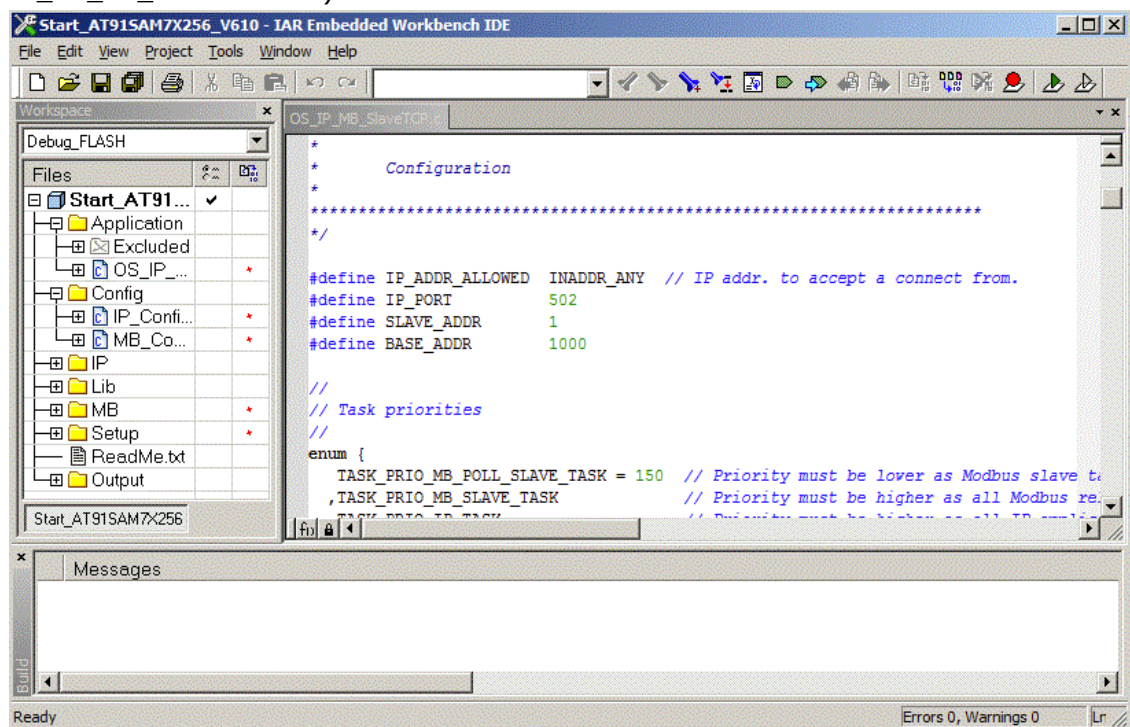 Start_AT91SAM7X256_V610 - IAR Embedded Workbench IDE
File Edit View Project Tools Window Help
Workspace
OS_IP_MB_SlaveTCP.c
Debug_FLASH
Files
Start_AT91...
Application
Excluded
OS_IP_...
Config
IP_Confi...
MB_Co...
IP
Lib
MB
Setup
ReadMe.txt
Output
Start_AT91SAM7X256
*
* Configuration
*
**********************************************************************
*/
#define IP_ADDR_ALLOWED INADDR_ANY // IP addr. to accept a connect from.
#define IP_PORT 502
#define SLAVE_ADDR 1
#define BASE_ADDR 1000
//
// Task priorities
//
enum {
TASK_PRIO_MB_POLL_SLAVE_TASK = 150 // Priority must be lower as Modbus slave ta
,TASK_PRIO_MB_SLAVE_TASK // Priority must be higher as all Modbus re
Messages
Build
Ready
Errors 0, Warnings 0
Ln